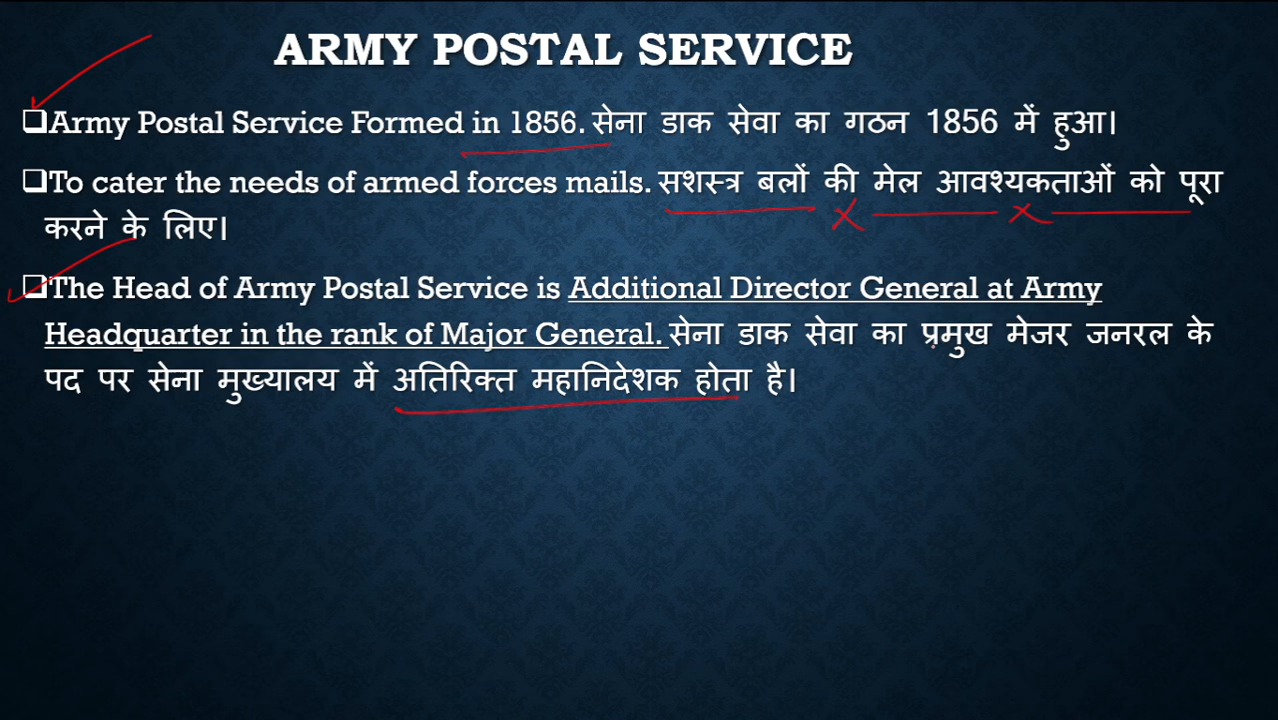 ARMY POSTAL SERVICE
Army Postal Service Formed in 1856. सेना डाक सेवा का गठन 1856 में हुआ।
To cater the needs of armed forces mails. सशस्त्र बलों की मेल आवश्यकताओं को पूरा
करने के लिए।
The Head of Army Postal Service is Additional Director General at Army
Headquarter in the rank of Major General. सेना डाक सेवा का प्रमुख मेजर जनरल के
पद पर सेना मुख्यालय में अतिरिक्त महानिदेशक होता है।